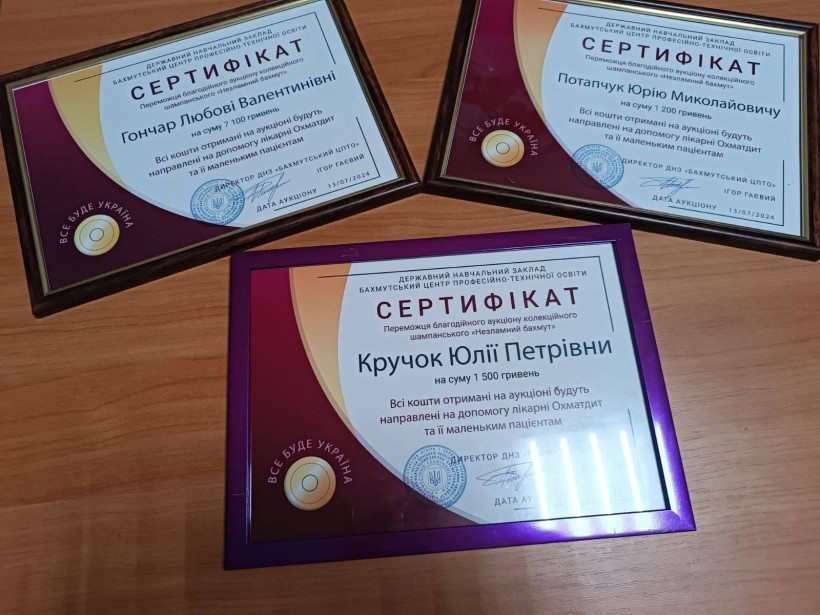 ДЕРЖАВНИЙ НАВЧАЛЬНИЙ ЗАКЛАД
БАХМУТСЬКИЙ ЦЕНТР ПРОФЕСІЙНО-ТЕХНІЧНОЇ ОСВІТИ
СЕРТИФІКАТ
Переможця благодійного аукціону колекційного
шампанського «Незламний бахмут»
Гончар Любові Валентинівні
на суму 7 100 гривень
Всі кошти отримані на аукціоні будуть
направлені на допомогу лікарні Охматдит
та її маленьким пацієнтам
ДИРЕКТОР ДНЗ «БАХМУТСЬКИЙ ЦПТО»
ІГОР ГАЄВИЙ
ДАТА АУКЦІОНУ 13/07/2024
ВСЕ БУДЕ УКРАЇНА
ДЕРЖАВНИЙ НАВЧАЛЬНИЙ ЗАКЛАД
БАХМУТСЬКИЙ ЦЕНТР ПРОФЕСІЙНО-ТЕХНІЧНОЇ ОСВІТИ
СЕРТИФІКАТ
Переможця благодійного аукціону колекційного
шампанського «Незламний бахмут»
Потапчук Юрію Миколайовичу
на суму 1 200 гривень
Всі кошти отримані на аукціоні будуть
направлені на допомогу лікарні Охматдит
та її маленьким пацієнтам
ДИРЕКТОР ДНЗ «БАХМУТСЬКИЙ ЦПТО»
ІГОР ГАЄВИЙ
ДАТА АУКЦІОНУ 13/07/2024
ВСЕ БУДЕ УКРАЇНА
ДЕРЖАВНИЙ НАВЧАЛЬНИЙ ЗАКЛАД
БАХМУТСЬКИЙ ЦЕНТР ПРОФЕСІЙНО-ТЕХНІЧНОЇ ОСВІТИ
СЕРТИФІКАТ
Переможця благодійного аукціону колекційного
шампанського «Незламний бахмут»
Кручок Юлії Петрівни
на суму 1 500 гривень
Всі кошти отримані на аукціоні будуть
направлені на допомогу лікарні Охматдит
та її маленьким пацієнтам
ДИРЕКТОР ДНЗ
ДАТА
ВСЕ БУДЕ УКРАЇНА